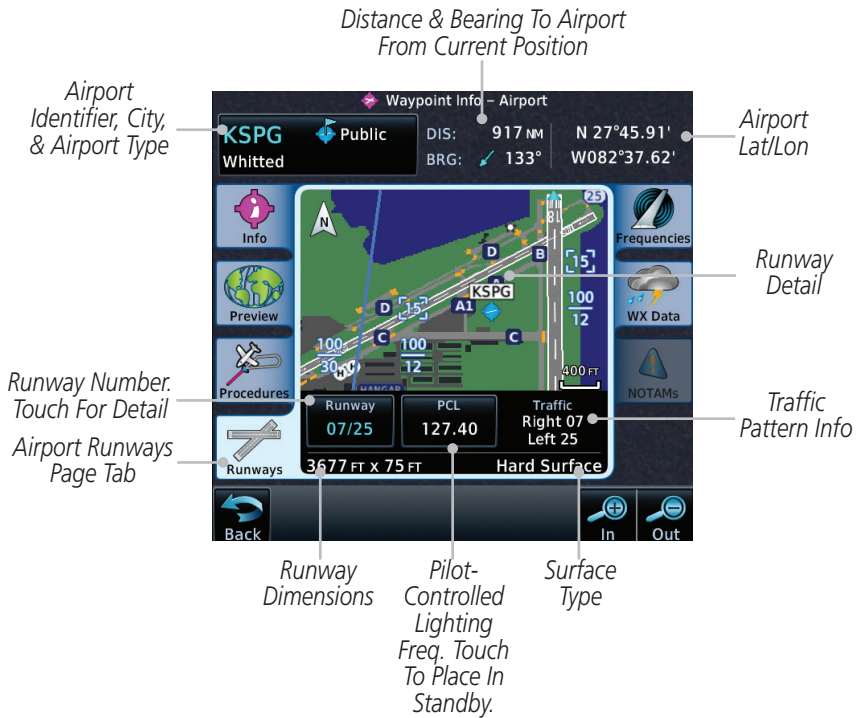 Distance & Bearing To Airport
From Current Position
Airport
Identifier, City,
& Airport Type
Airport
Lat/Lon
Waypoint Info – Airport
KSPG Public
Whitted
DIS: 917 NM
BRG: 133°
N 27°45.91'
W082°37.62'
Info
Preview
Procedures
Runways
Frequencies
WX Data
NOTAMs
N
25
18
D
B
15
A
KSPG
A1
D
15
C
C
100
12
100
30
100
12
HANGAR
400 FT
Runway
Detail
Runway Number.
Touch For Detail
Airport Runways
Page Tab
Runway
07/25
PCL
127.40
Traffic
Right 07
Left 25
3677 FT X 75 FT
Hard Surface
Traffic
Pattern Info
Back
In
Out
Runway
Dimensions
Pilot-
Controlled
Lighting
Freq. Touch
To Place In
Standby.
Surface
Type